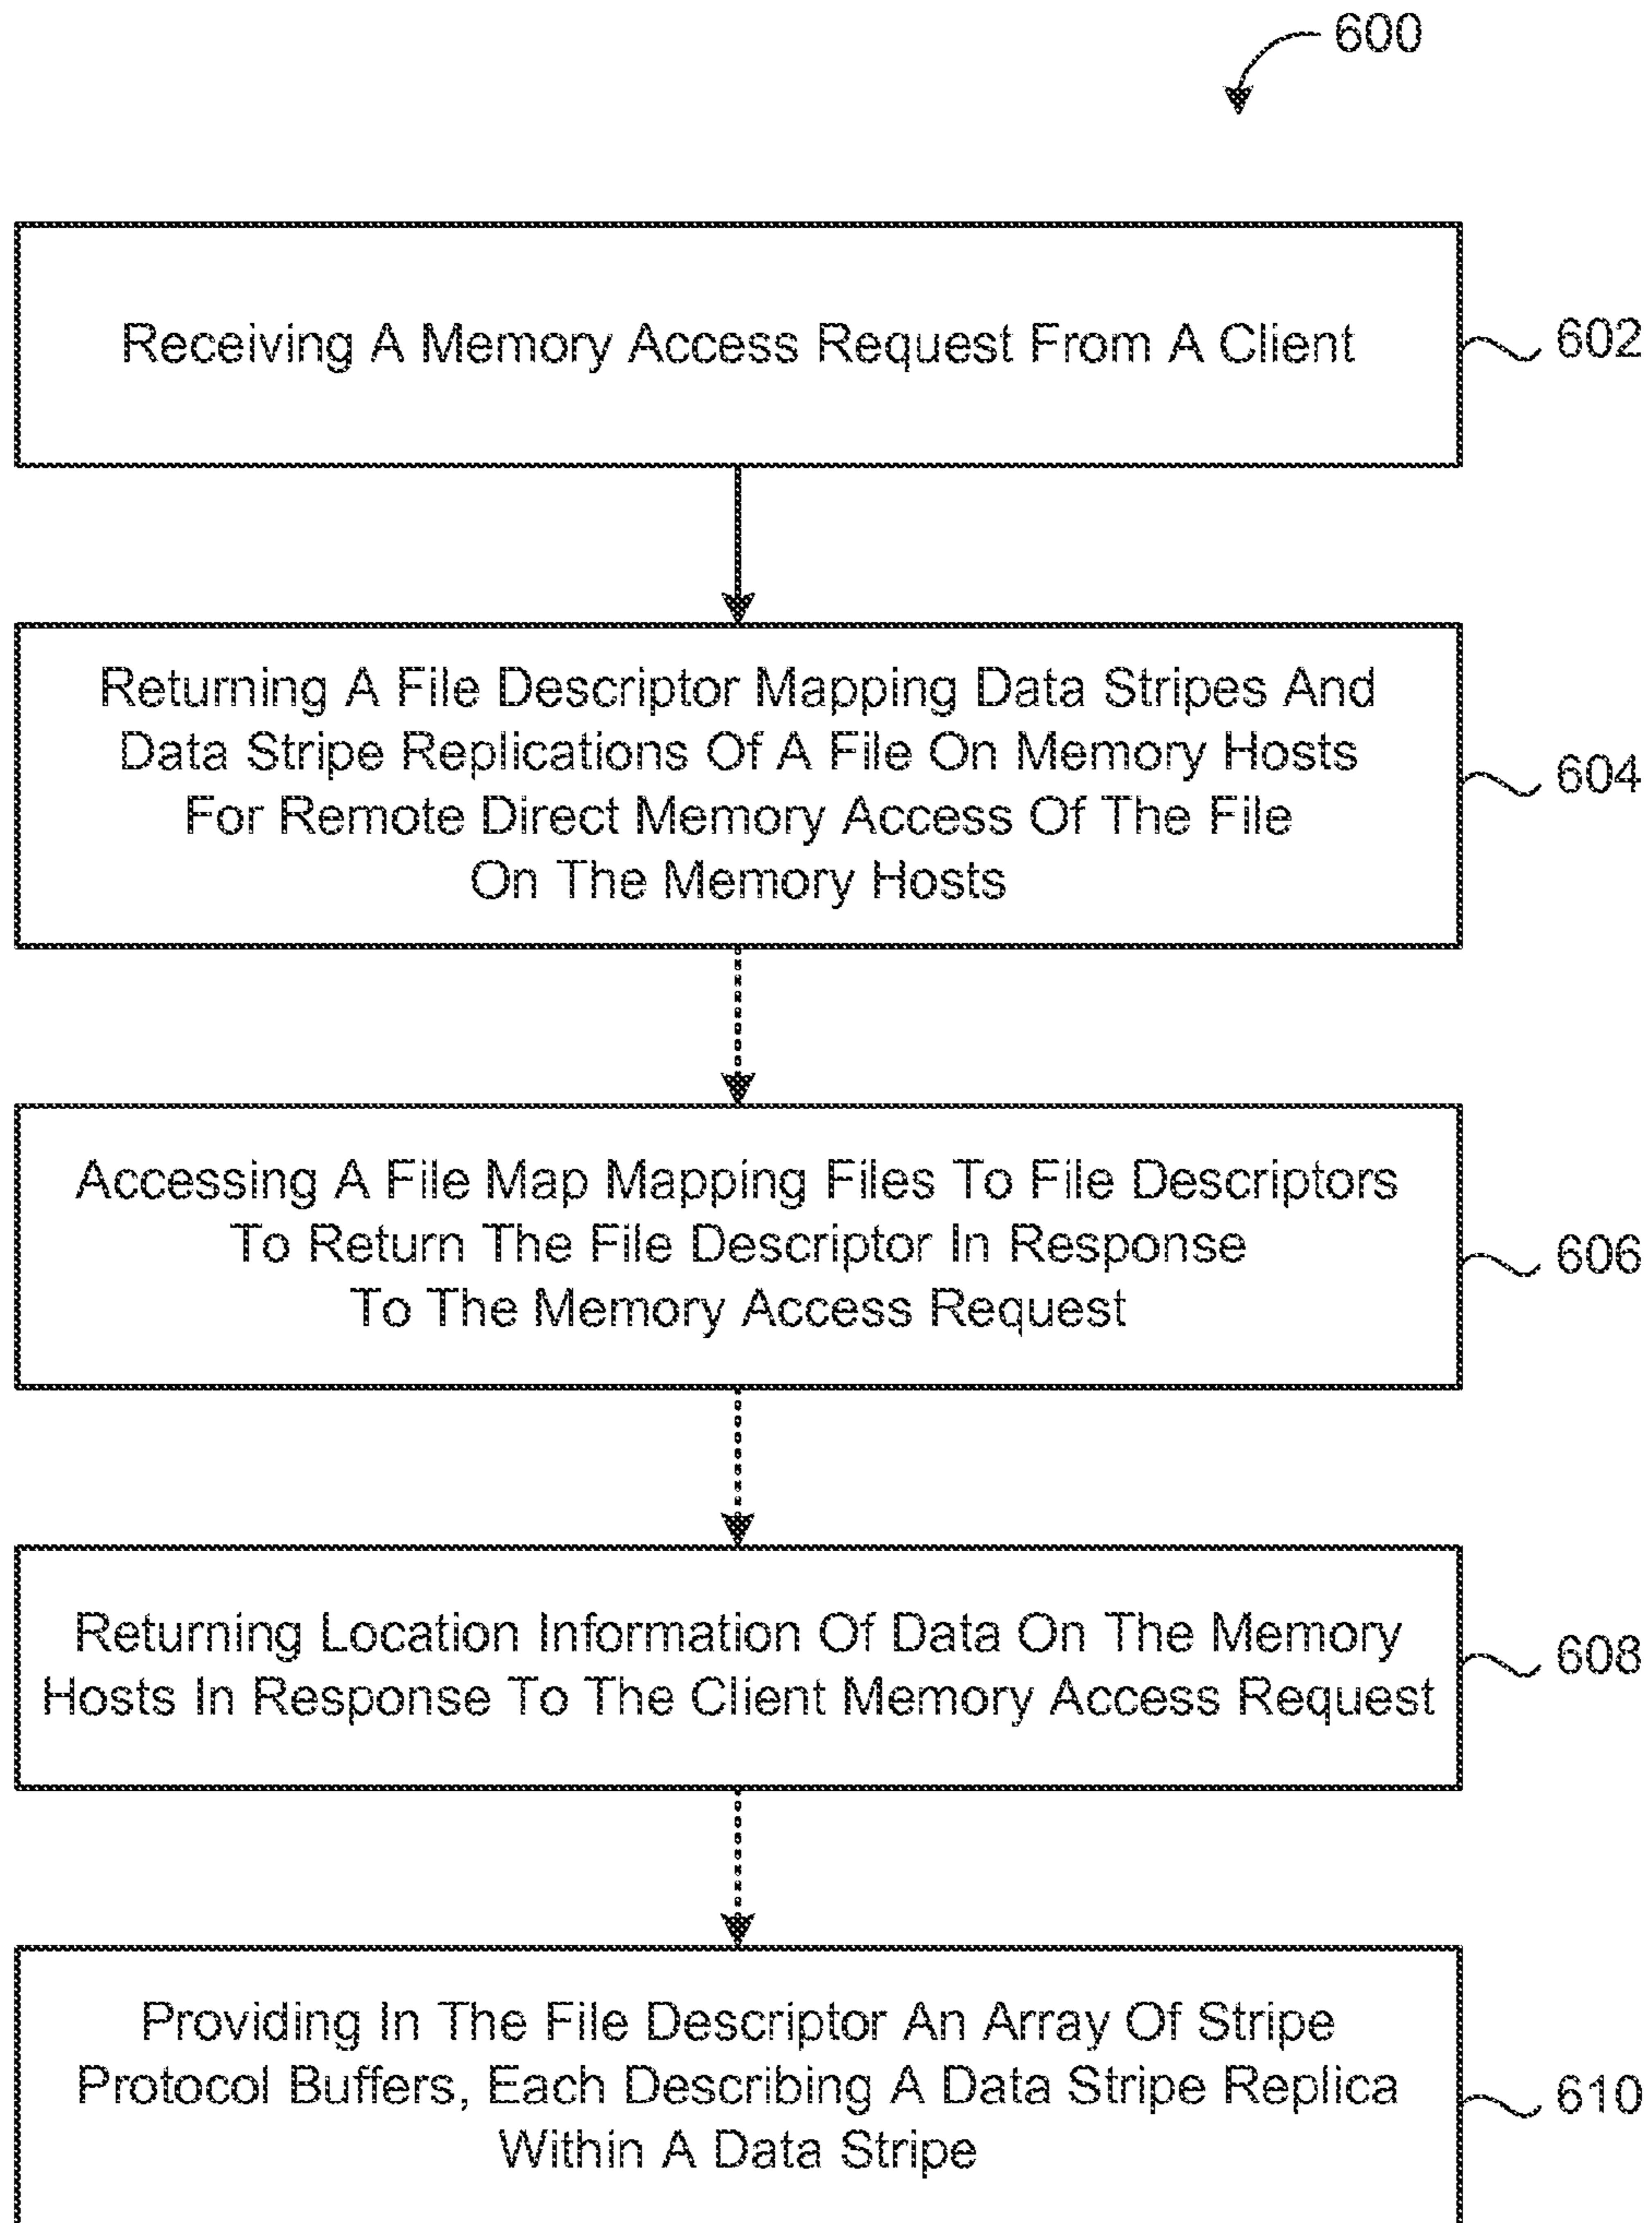 600
Receiving A Memory Access Request From A Client
602
Returning A File Descriptor Mapping Data Stripes And
Data Stripe Replications Of A File On Memory Hosts
For Remote Direct Memory Access Of The File
On The Memory Hosts
604
Accessing A File Map Mapping Files To File Descriptors
To Return The File Descriptor In Response
To The Memory Access Request
606
Returning Location Information Of Data On The Memory
Hosts In Response To The Client Memory Access Request
608
Providing In The File Descriptor An Array Of Stripe
Protocol Buffers, Each Describing A Data Stripe Replica
Within A Data Stripe
610